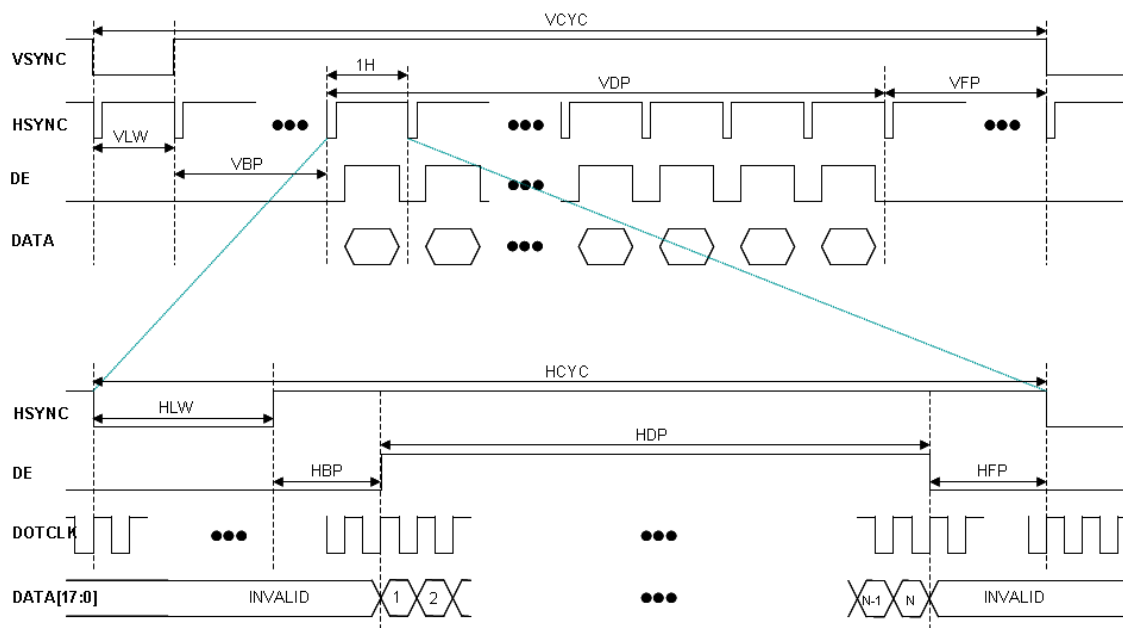 VCYC
VSYNC
1H
VDP
VFP
HSYNC
VLW
VBP
DE
DATA
HCYC
HSYNC
HLW
HDP
DE
HBP
HFP
DOTCLK
DATA[17:0]
INVALID
1
2
N-1
N
INVALID